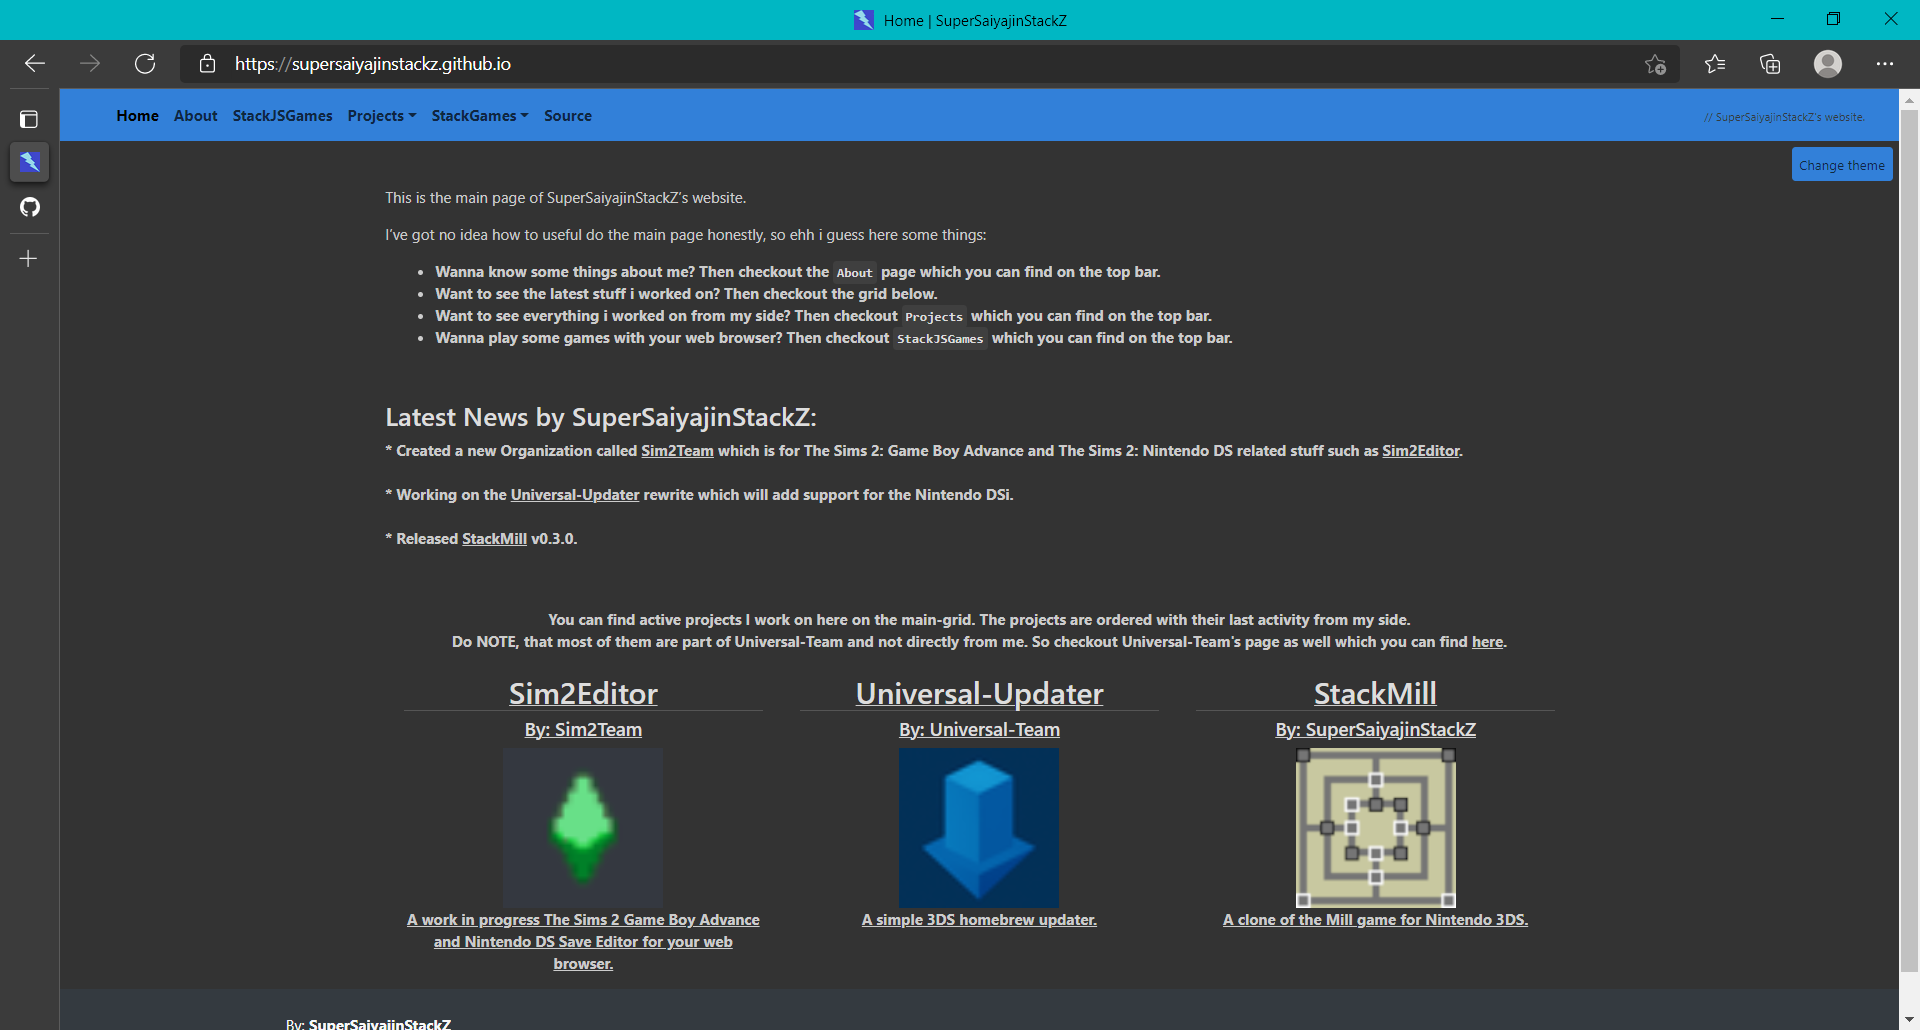 Home | SuperSaiyajinStackZ
https://supersaiyajinstackz.github.io
Home About StackJSGames Projects StackGames Source
// SuperSaiyajinStackZ's website.
Change theme
This is the main page of SuperSaiyajinStackZ's website.
I've got no idea how to useful do the main page honestly, so ehh i guess here some things:
• Wanna know some things about me? Then checkout the About page which you can find on the top bar.
• Want to see the latest stuff i worked on? Then checkout the grid below.
• Want to see everything i worked on from my side? Then checkout Projects which you can find on the top bar.
• Wanna play some games with your web browser? Then checkout StackJSGames which you can find on the top bar.
Latest News by SuperSaiyajinStackZ:
* Created a new Organization called Sim2Team which is for The Sims 2: Game Boy Advance and The Sims 2: Nintendo DS related stuff such as Sim2Editor.
* Working on the Universal-Updater rewrite which will add support for the Nintendo DSi.
* Released StackMill v0.3.0.
You can find active projects I work on here on the main-grid. The projects are ordered with their last activity from my side.
Do NOTE, that most of them are part of Universal-Team and not directly from me. So checkout Universal-Team's page as well which you can find here.
Sim2Editor
By: Sim2Team
A work in progress The Sims 2 Game Boy Advance
and Nintendo DS Save Editor for your web
browser.
Universal-Updater
By: Universal-Team
A simple 3DS homebrew updater.
StackMill
By: SuperSaiyajinStackZ
A clone of the Mill game for Nintendo 3DS.
By: SuperSaiyajinStackZ